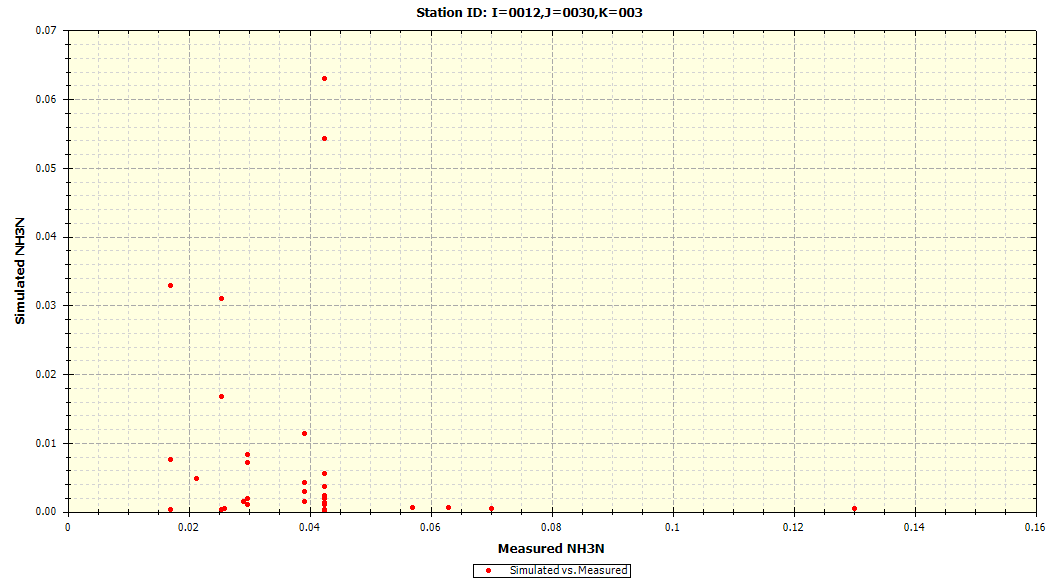 Station ID: I=0012,J=0030,K=003
0.07
0.06
0.05
0.04
0.03
0.02
0.01
0.00
Simulated NH3N
0 0.02 0.04 0.06 0.08 0.1 0.12 0.14 0.16
Measured NH3N
Simulated vs. Measured